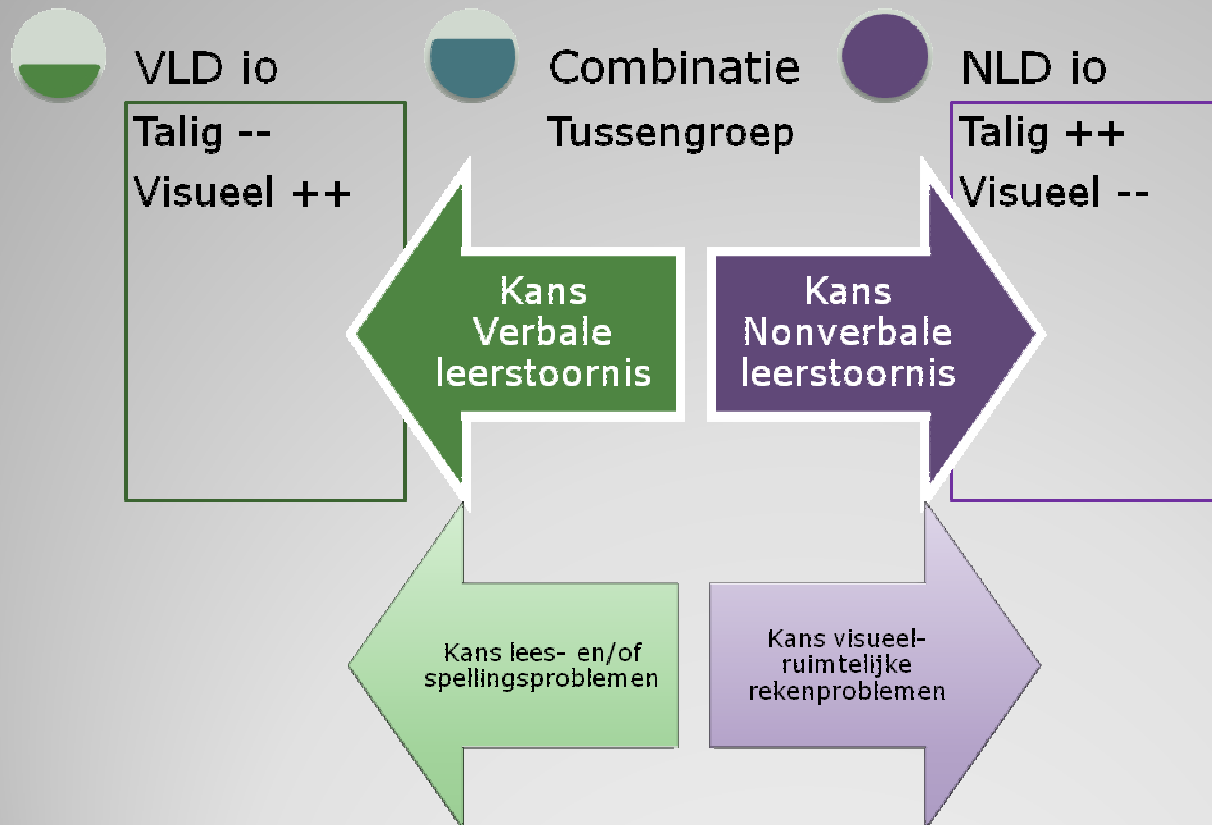 VLD io
Talig --
Visueel ++
Combinatie
Tussengroep
NLD io
Talig ++
Visueel --
Kans
Verbale
leerstoornis
Kans
Nonverbale
leerstoornis
Kans lees- en/of
spellingsproblemen
Kans visueel-
ruimtelijke
rekenproblemen